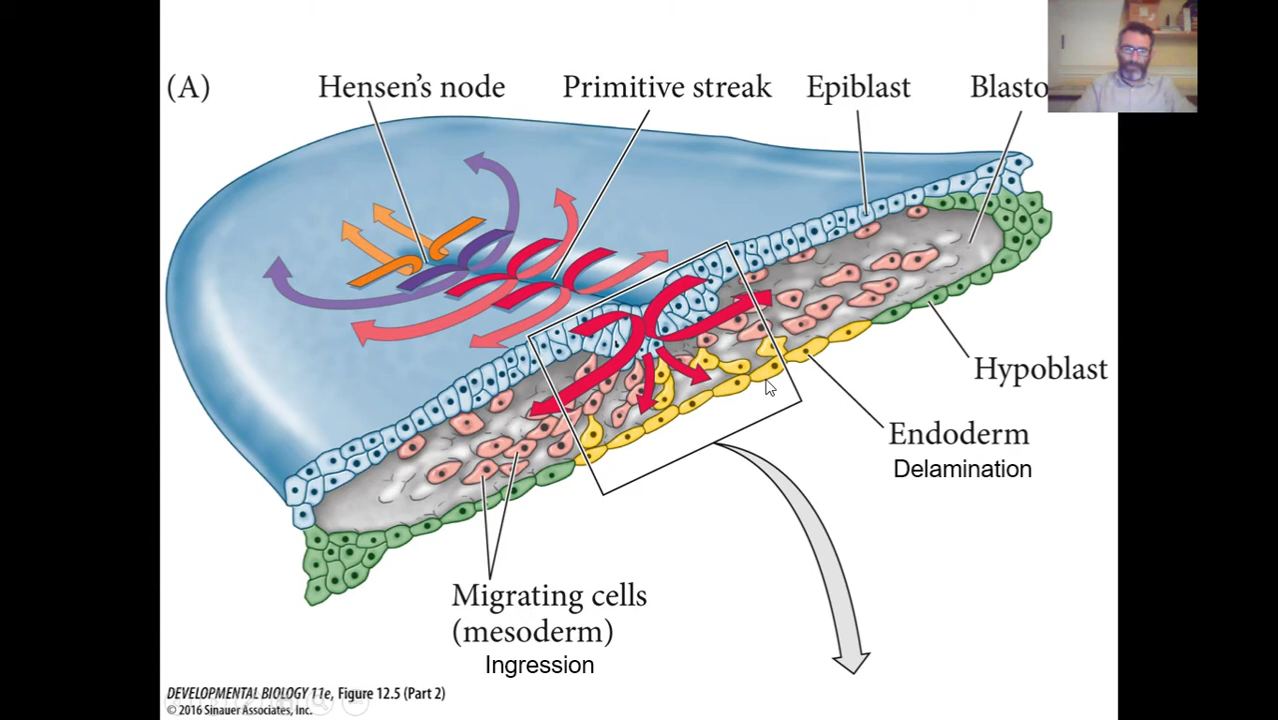 (A)
Hensen's node
Primitive streak
Epiblast
Blasto
Hypoblast
Endoderm
Delamination
Migrating cells
(mesoderm)
Ingression
DEVELOPMENTAL BIOLOGY 11e, Figure 12.5 (Part 2)
© 2016 Sinauer Associates, Inc.